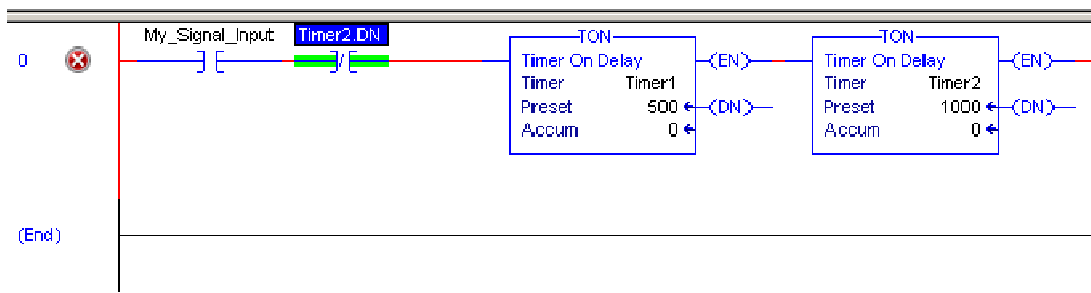 My_Signal_Input Timer2.DN
TON
TON
0
Timer On Delay
(EN)
Timer On Delay
(EN)
Timer Timer1
Timer Timer2
Preset 500
(DN)
Preset 1000
(DN)
Accum 0
Accum 0
(End)